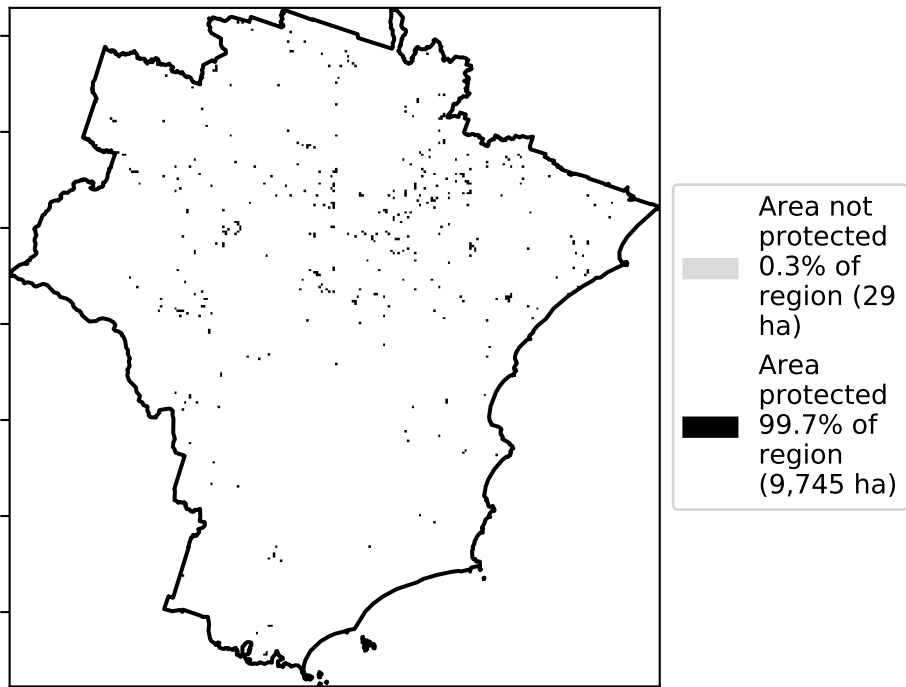 Area not
protected
0.3% of
region (29
ha)
Area
protected
99.7% of
region
(9,745 ha)